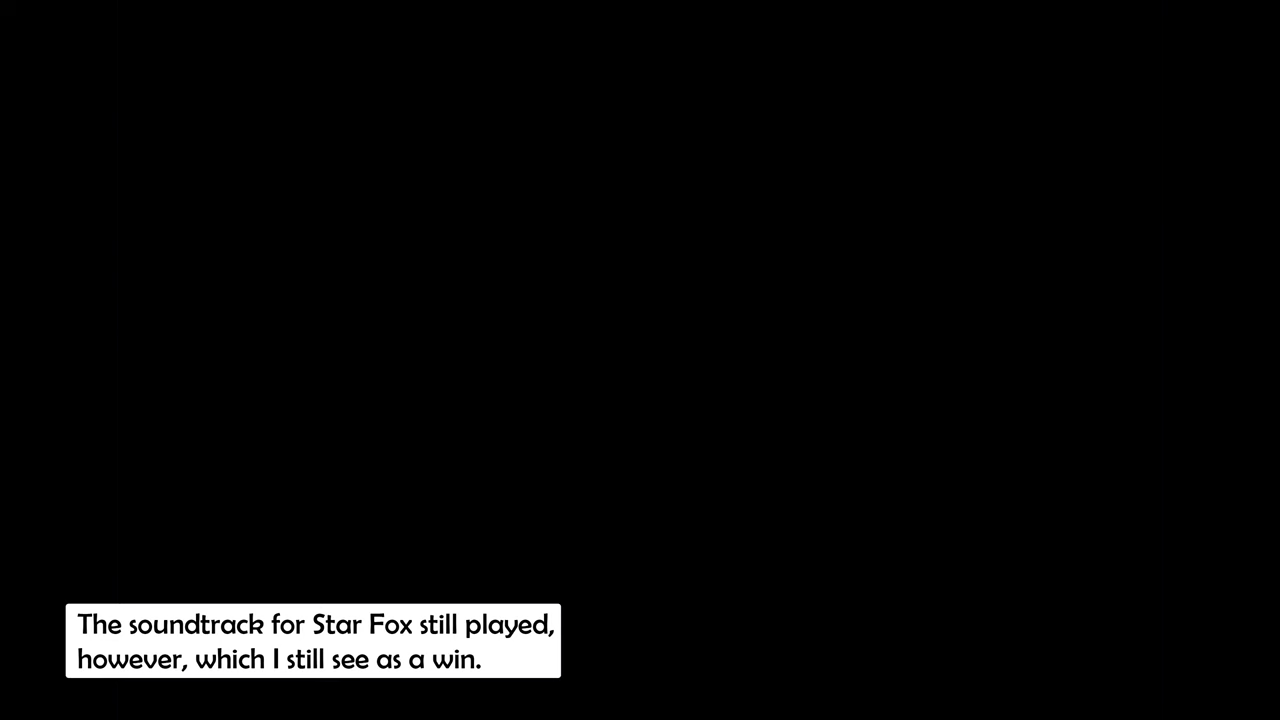 The soundtrack for Star Fox still played,
however, which I still see as a win.